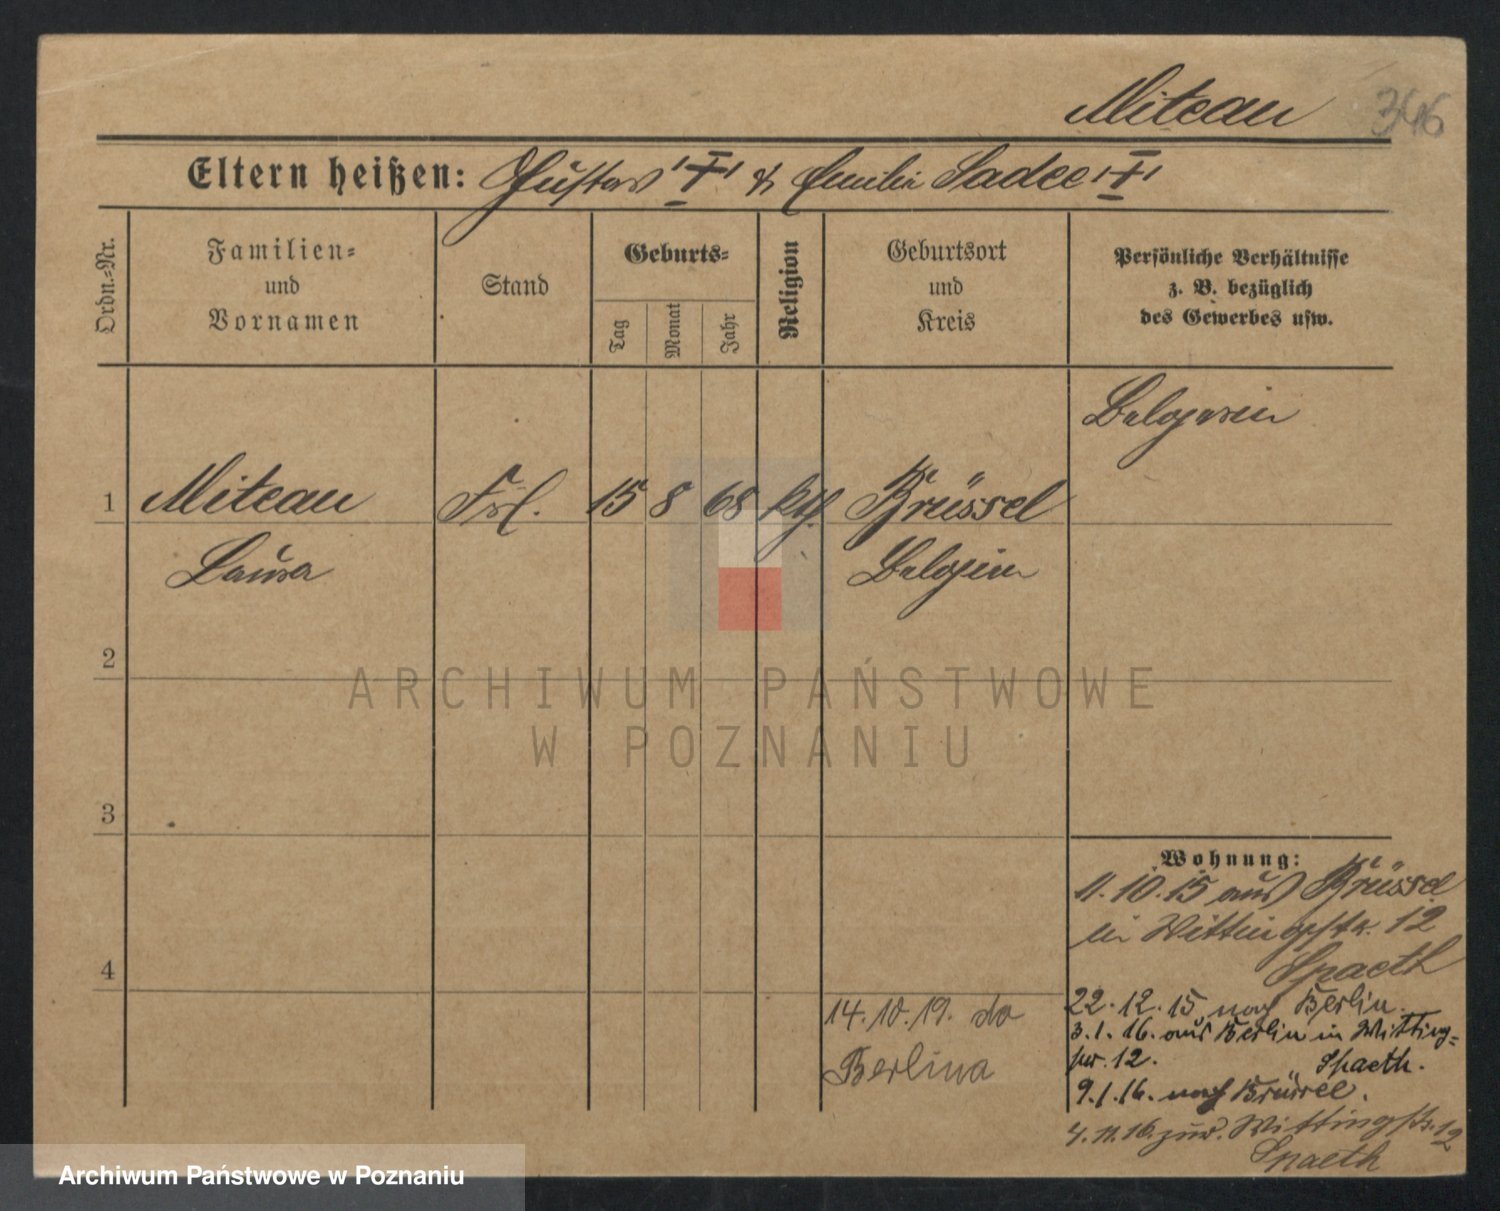 Miteau 346
Eltern heißen: Gustav '╪' & Emilie Sadee '╪'
Ordn.=Nr.
Familien=
und
Vornamen
Stand
Geburts=
Tag
Monat
Jahr
Religion
Geburtsort
und
Kreis
Persönliche Verhältnisse
z. B. bezüglich
des Gewerbes usw.
Belgierin
1 Miteau Frl. 15 8 68 kth. Brüssel
Laura Belgien
2
ARCHIWUM PAŃSTWOWE
W POZNANIU
3
4
Wohnung:
11.10.15 aus Brüssel
in Wittingstr. 12
Spaeth
22.12.15 nach Berlin.
3.1.16. aus Berlin in Witting=
str. 12. Spaeth.
9.1.16. nach Brüssel.
4.11.16. zur. Wittingstr. 12
Spaeth
14.10.19. do
Berlina
Archiwum Państwowe w Poznaniu